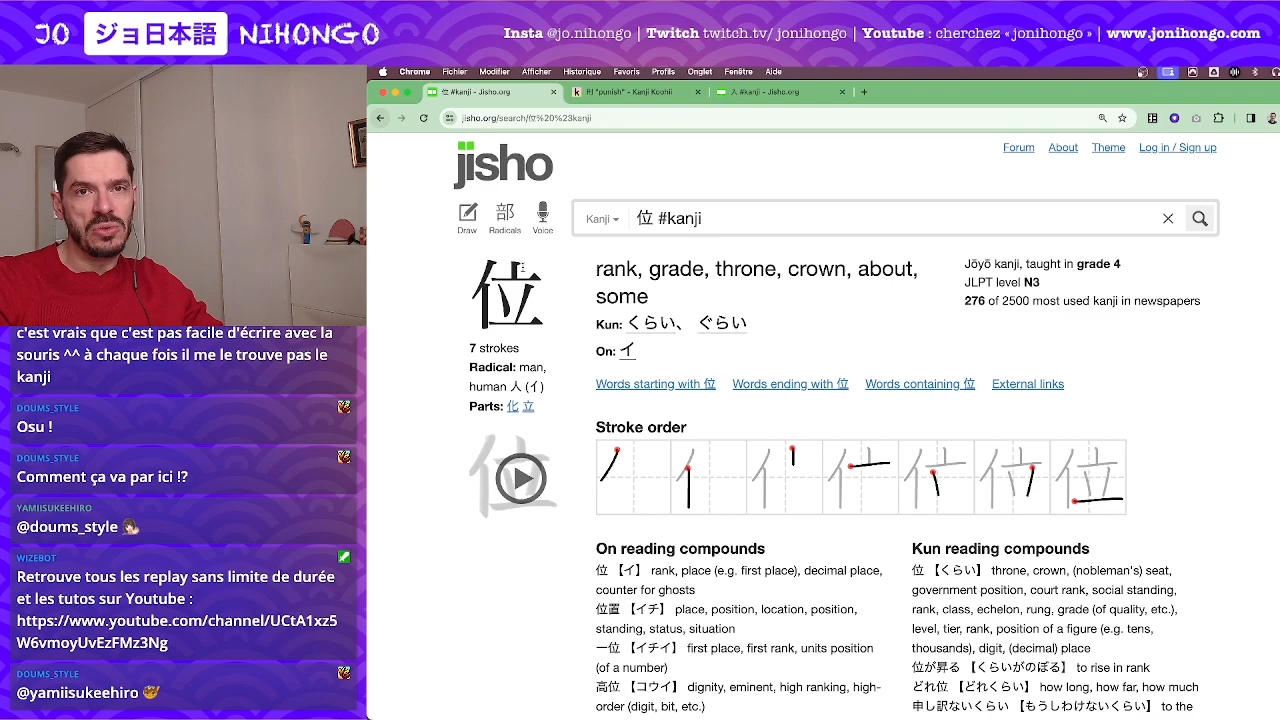 JO ジョ日本語 NIHONGO
Insta @jo.nihongo | Twitch twitch.tv/ jonihongo | Youtube : cherchez « jonihongo » | www.jonihongo.com
Chrome Fichier Modifier Afficher Historique Favoris Profils Onglet Fenêtre Aide
位 #kanji - Jisho.org
"punish" - Kanji Koohii
人 #kanji - Jisho.org
jisho.org/search/位%20%23kanji
jisho
Forum About Theme Log in / Sign up
Draw
部 Radicals
Voice
Kanji 位 #kanji
位
7 strokes
Radical: man,
human 人 (亻)
Parts: 化 立
rank, grade, throne, crown, about,
some
Kun: くらい、 ぐらい
On: イ
Jōyō kanji, taught in grade 4
JLPT level N3
276 of 2500 most used kanji in newspapers
Words starting with 位 Words ending with 位 Words containing 位 External links
Stroke order
On reading compounds
位 【イ】 rank, place (e.g. first place), decimal place,
counter for ghosts
位置 【イチ】 place, position, location, position,
standing, status, situation
一位 【イチイ】 first place, first rank, units position
(of a number)
高位 【コウイ】 dignity, eminent, high ranking, high-
order (digit, bit, etc.)
Kun reading compounds
位 【くらい】 throne, crown, (nobleman's) seat,
government position, court rank, social standing,
rank, class, echelon, rung, grade (of quality, etc.),
level, tier, rank, position of a figure (e.g. tens,
thousands), digit, (decimal) place
位が昇る 【くらいがのぼる】 to rise in rank
どれ位 【どれくらい】 how long, how far, how much
申し訳ないくらい 【もうしわけないくらい】 to the
c'est vrais que c'est pas facile d'écrire avec la
souris ^^ à chaque fois il me le trouve pas le
kanji
DOUMS_STYLE
Osu !
DOUMS_STYLE
Comment ça va par ici !?
YAMIISUKEEHIRO
@doums_style
WIZEBOT
Retrouve tous les replay sans limite de durée
et les tutos sur Youtube :
https://www.youtube.com/channel/UCtA1xz5
W6vmoyUvEzFMz3Ng
DOUMS_STYLE
@yamiisukeehiro